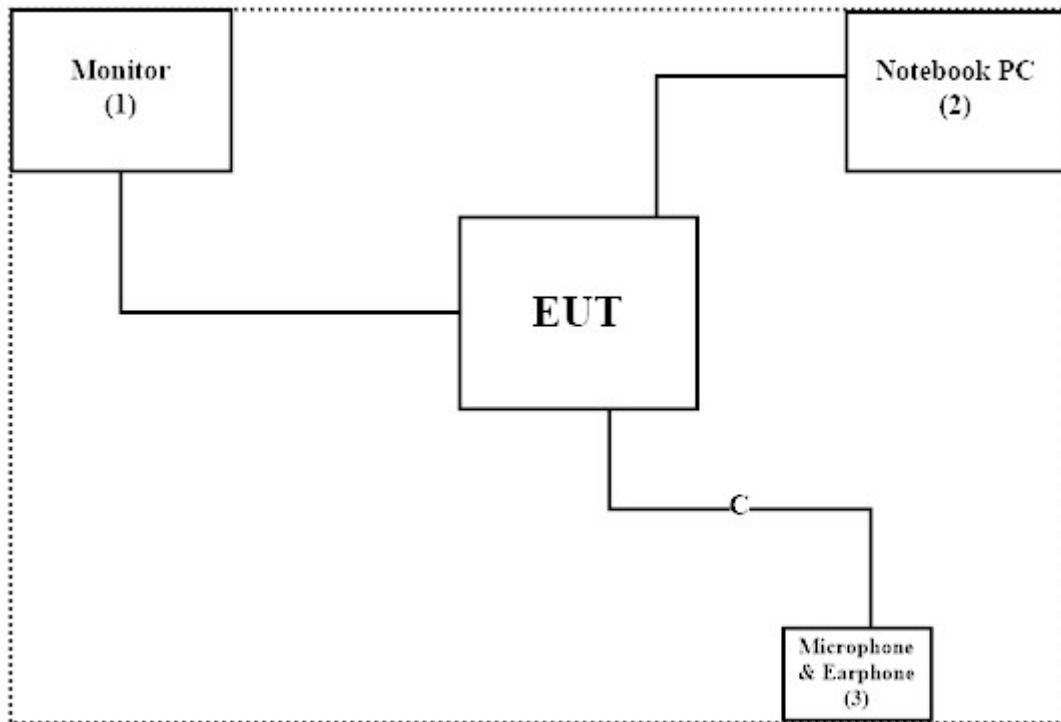 Monitor
(1)
Notebook PC
(2)
EUT
C
Microphone
& Earphone
(3)